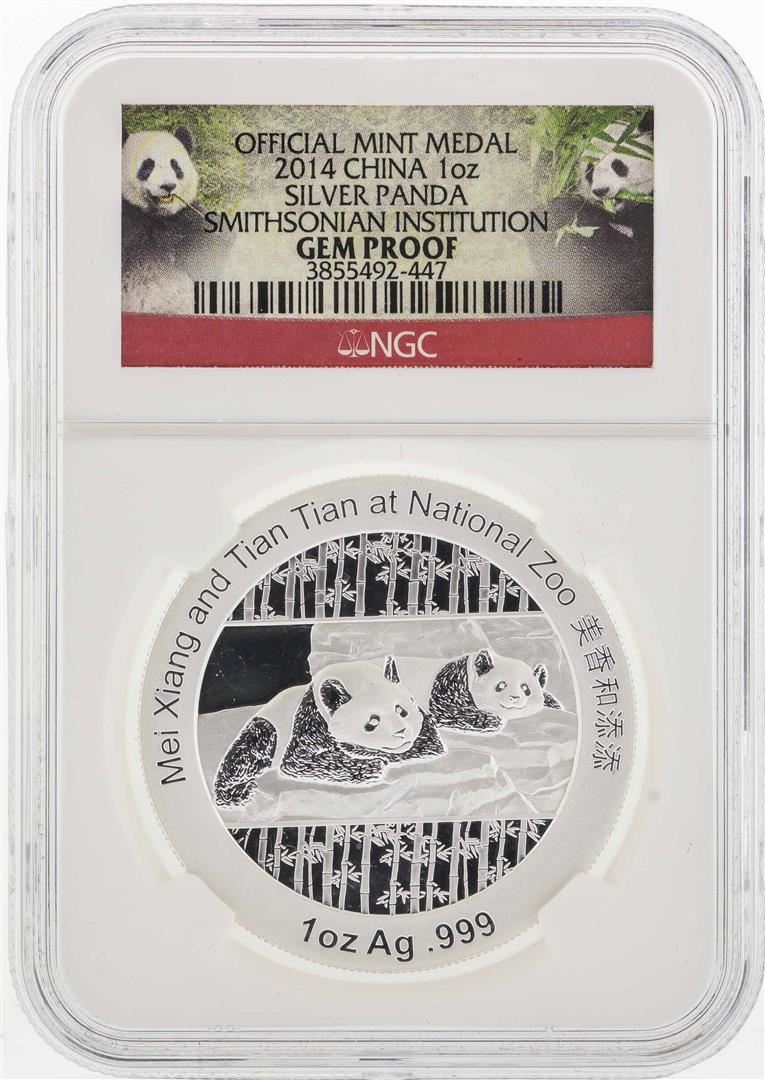 OFFICIAL MINT MEDAL
2014 CHINA 1oz
SILVER PANDA
SMITHSONIAN INSTITUTION
GEM PROOF
3855492-447
NGC
Mei Xiang and Tian Tian at National Zoo 美香和添添
1oz Ag .999